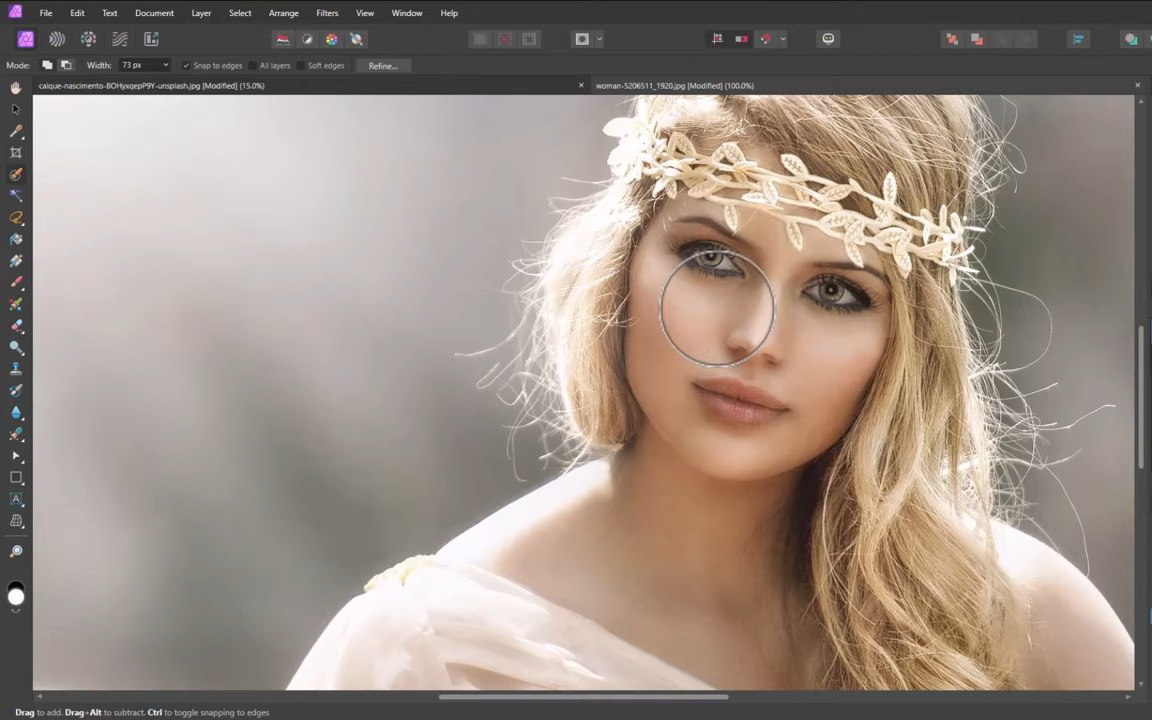 File Edit Text Document Layer Select Arrange Filters View Window Help
Mode: Width: 73 px Snap to edges All layers Soft edges Refine...
caique-nascimento-BOHyxqepP9Y-unsplash.jpg [Modified] (15.0%) woman-5206511_1920.jpg [Modified] (100.0%)
Drag to add. Drag+Alt to subtract. Ctrl to toggle snapping to edges